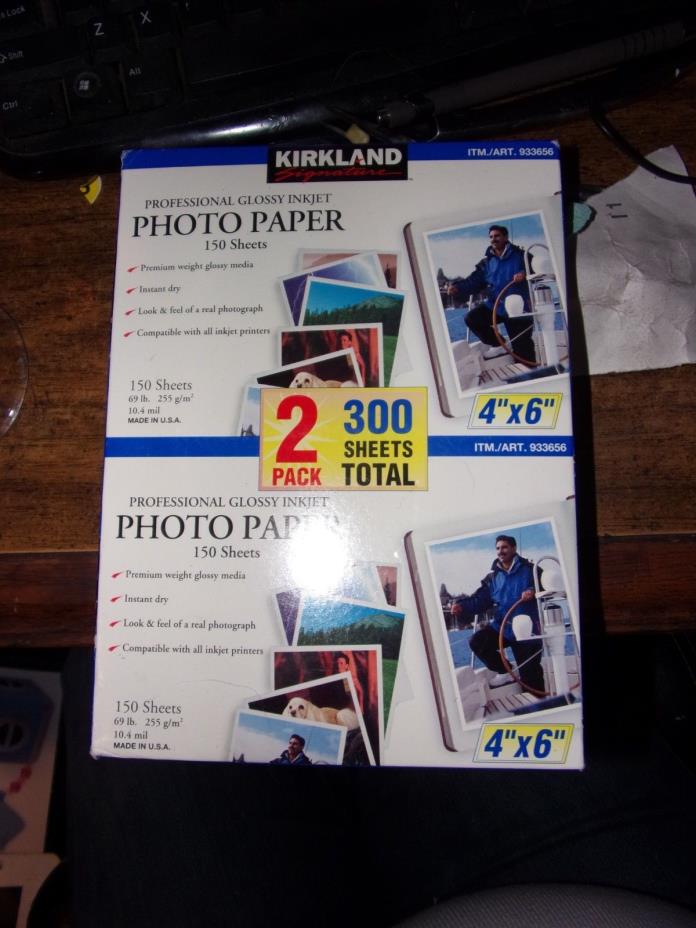 s Lock
Z
X
Shift
Alt
Ctrl
KIRKLAND
Signature
ITM./ART. 933656
PROFESSIONAL GLOSSY INKJET
PHOTO PAPER
150 Sheets
Premium weight glossy media
Instant dry
Look & feel of a real photograph
Compatible with all inkjet printers
150 Sheets
69 lb. 255 g/m²
10.4 mil
MADE IN U.S.A.
4"x6"
2
PACK
300
SHEETS
TOTAL
ITM./ART. 933656
PROFESSIONAL GLOSSY INKJET
PHOTO PAPER
150 Sheets
Premium weight glossy media
Instant dry
Look & feel of a real photograph
Compatible with all inkjet printers
150 Sheets
69 lb. 255 g/m²
10.4 mil
MADE IN U.S.A.
4"x6"